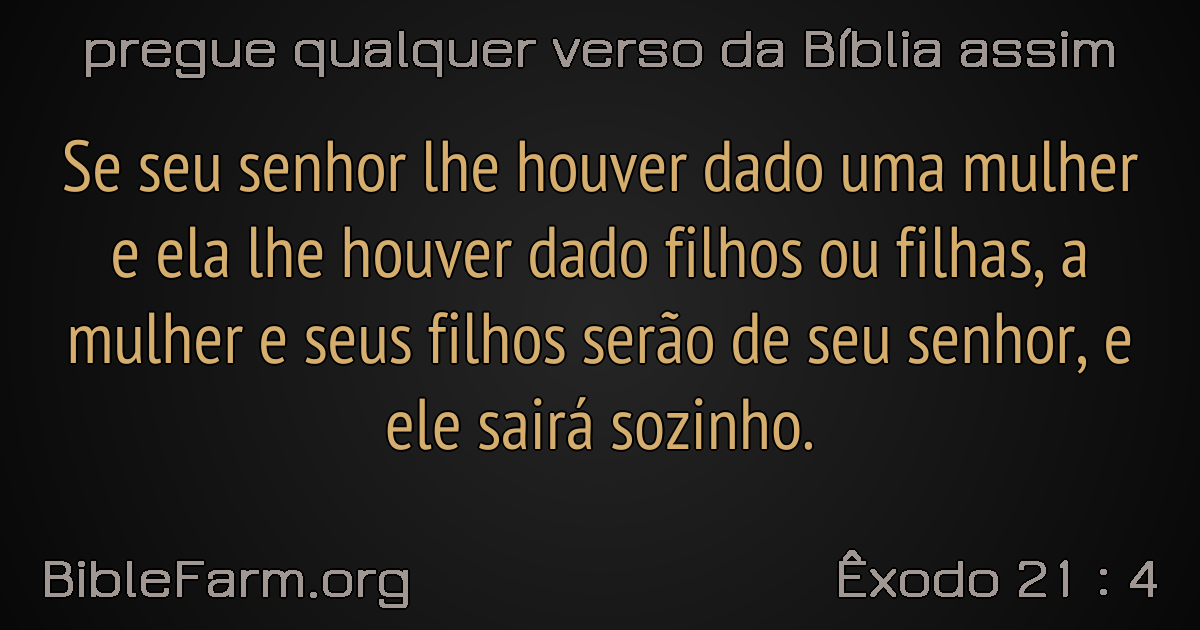 pregue qualquer verso da Bíblia assim
Se seu senhor lhe houver dado uma mulher
e ela lhe houver dado filhos ou filhas, a
mulher e seus filhos serão de seu senhor, e
ele sairá sozinho.
BibleFarm.org
Êxodo 21 : 4